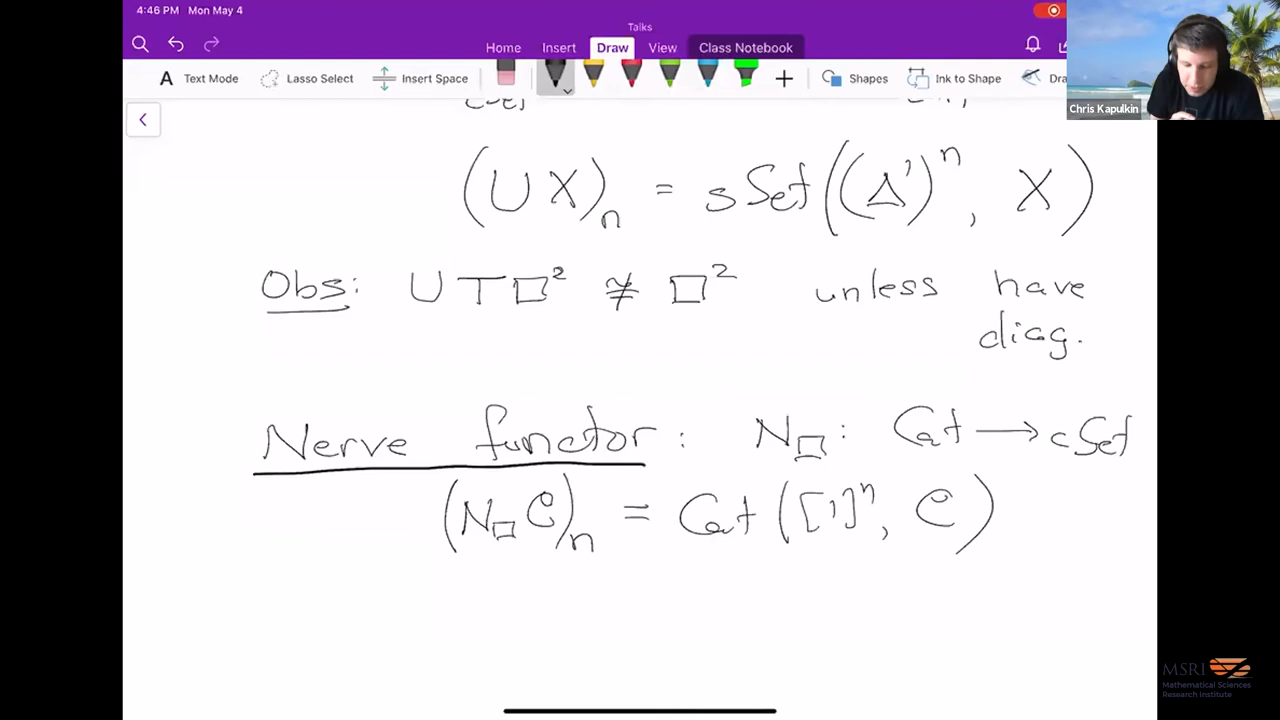 4:46 PM Mon May 4
Talks
Home Insert Draw View Class Notebook
Text Mode Lasso Select Insert Space Shapes Ink to Shape Dra
Chris Kapulkin
(UX)ₙ = sSet((Δ')ⁿ, X)
Obs: UT□² ≇ □² unless have
diag.
Nerve functor: N□: Cat → cSet
(N□ C)ₙ = Cat([1]ⁿ, C)
MSRI
Mathematical Sciences
Research Institute